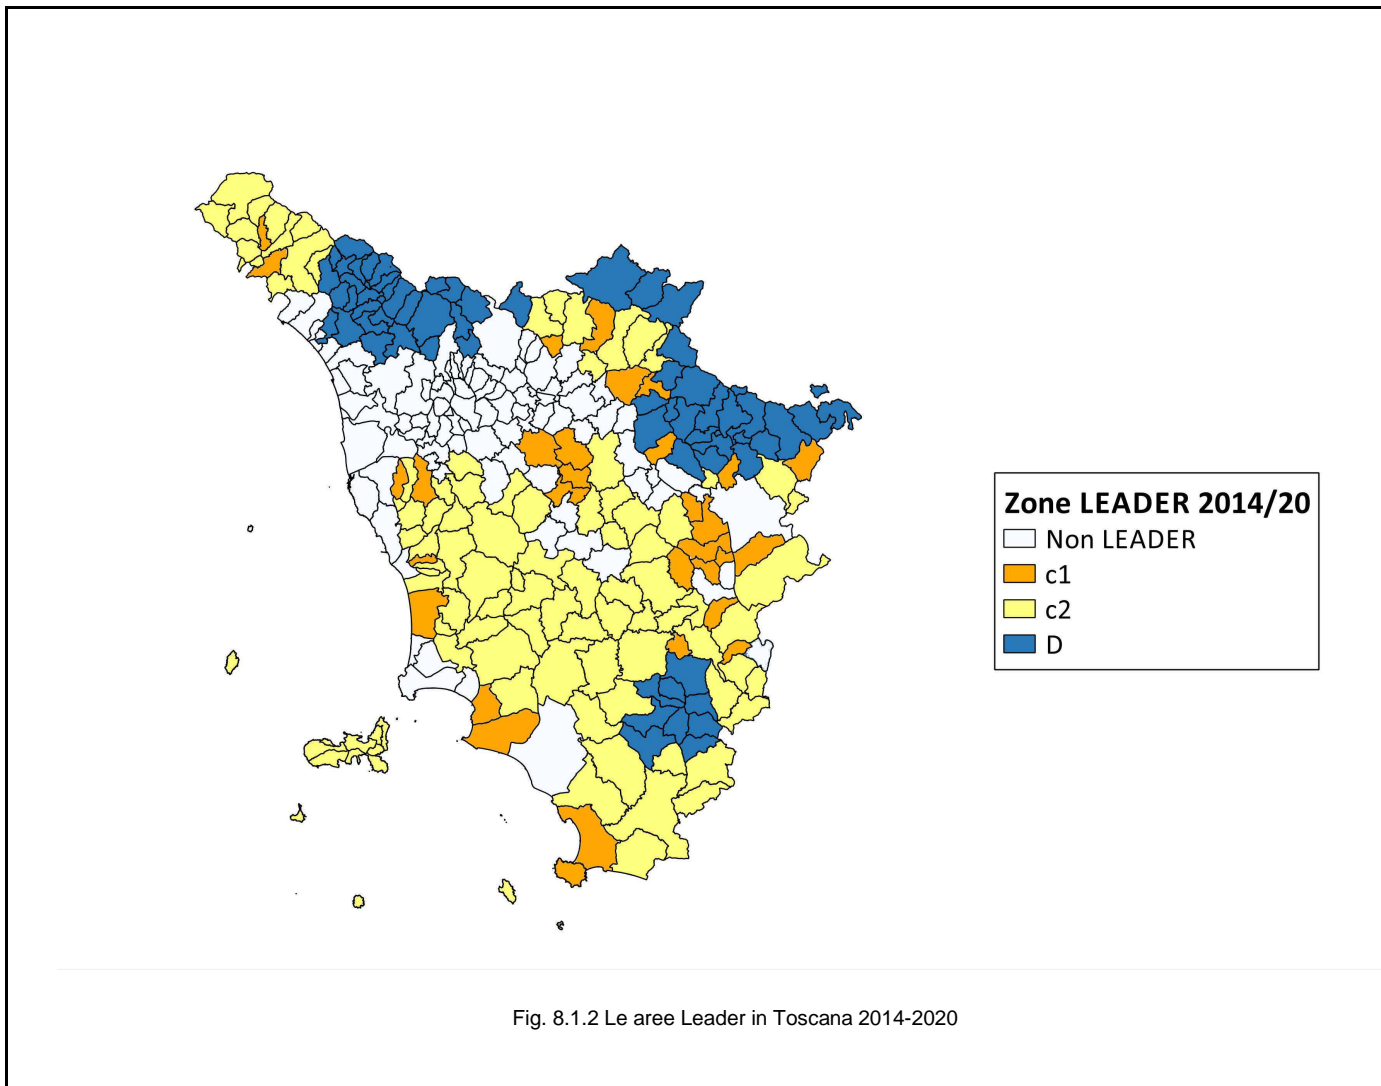 Zone LEADER 2014/20
Non LEADER
c1
c2
D
Fig. 8.1.2 Le aree Leader in Toscana 2014-2020